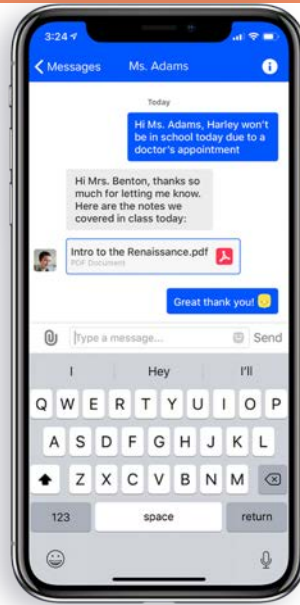 3:24
Messages
Ms. Adams
Today
Hi Ms. Adams, Harley won't
be in school today due to a
doctor's appointment
Hi Mrs. Benton, thanks so
much for letting me know.
Here are the notes we
covered in class today:
Intro to the Renaissance.pdf
PDF Document
Great thank you!
Type a message...
Send
I
Hey
I'll
Q W E R T Y U I O P
A S D F G H J K L
Z X C V B N M
123
space
return